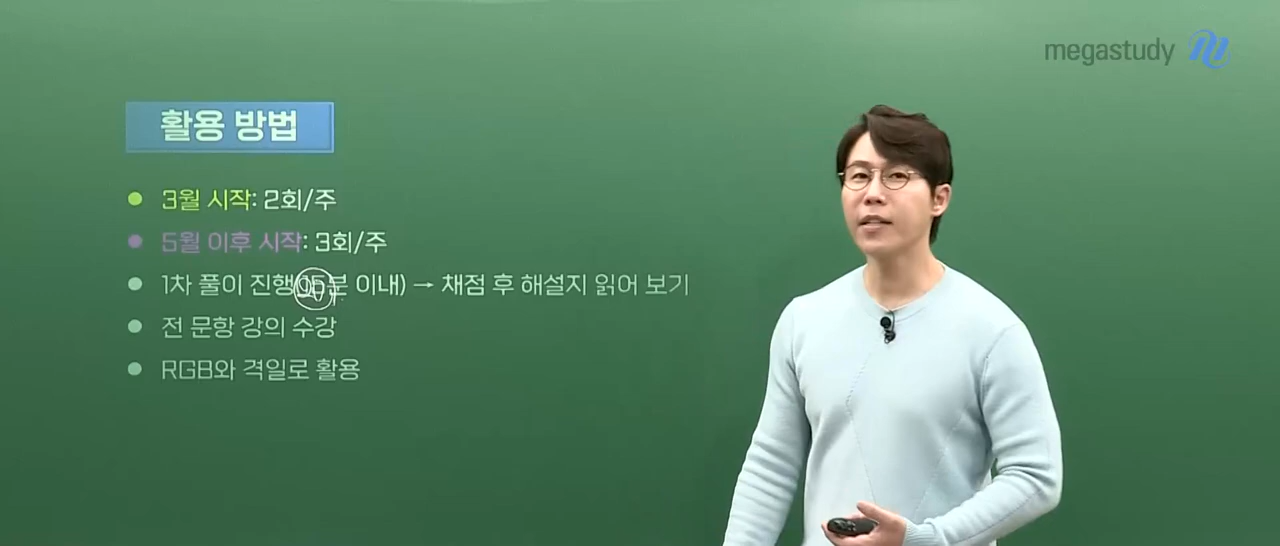 megastudy
활용 방법
3월 시작: 2회/주
5월 이후 시작: 3회/주
1차 풀이 진행(35분 이내) → 채점 후 해설지 읽어 보기
전 문항 강의 수강
RGB와 격일로 활용